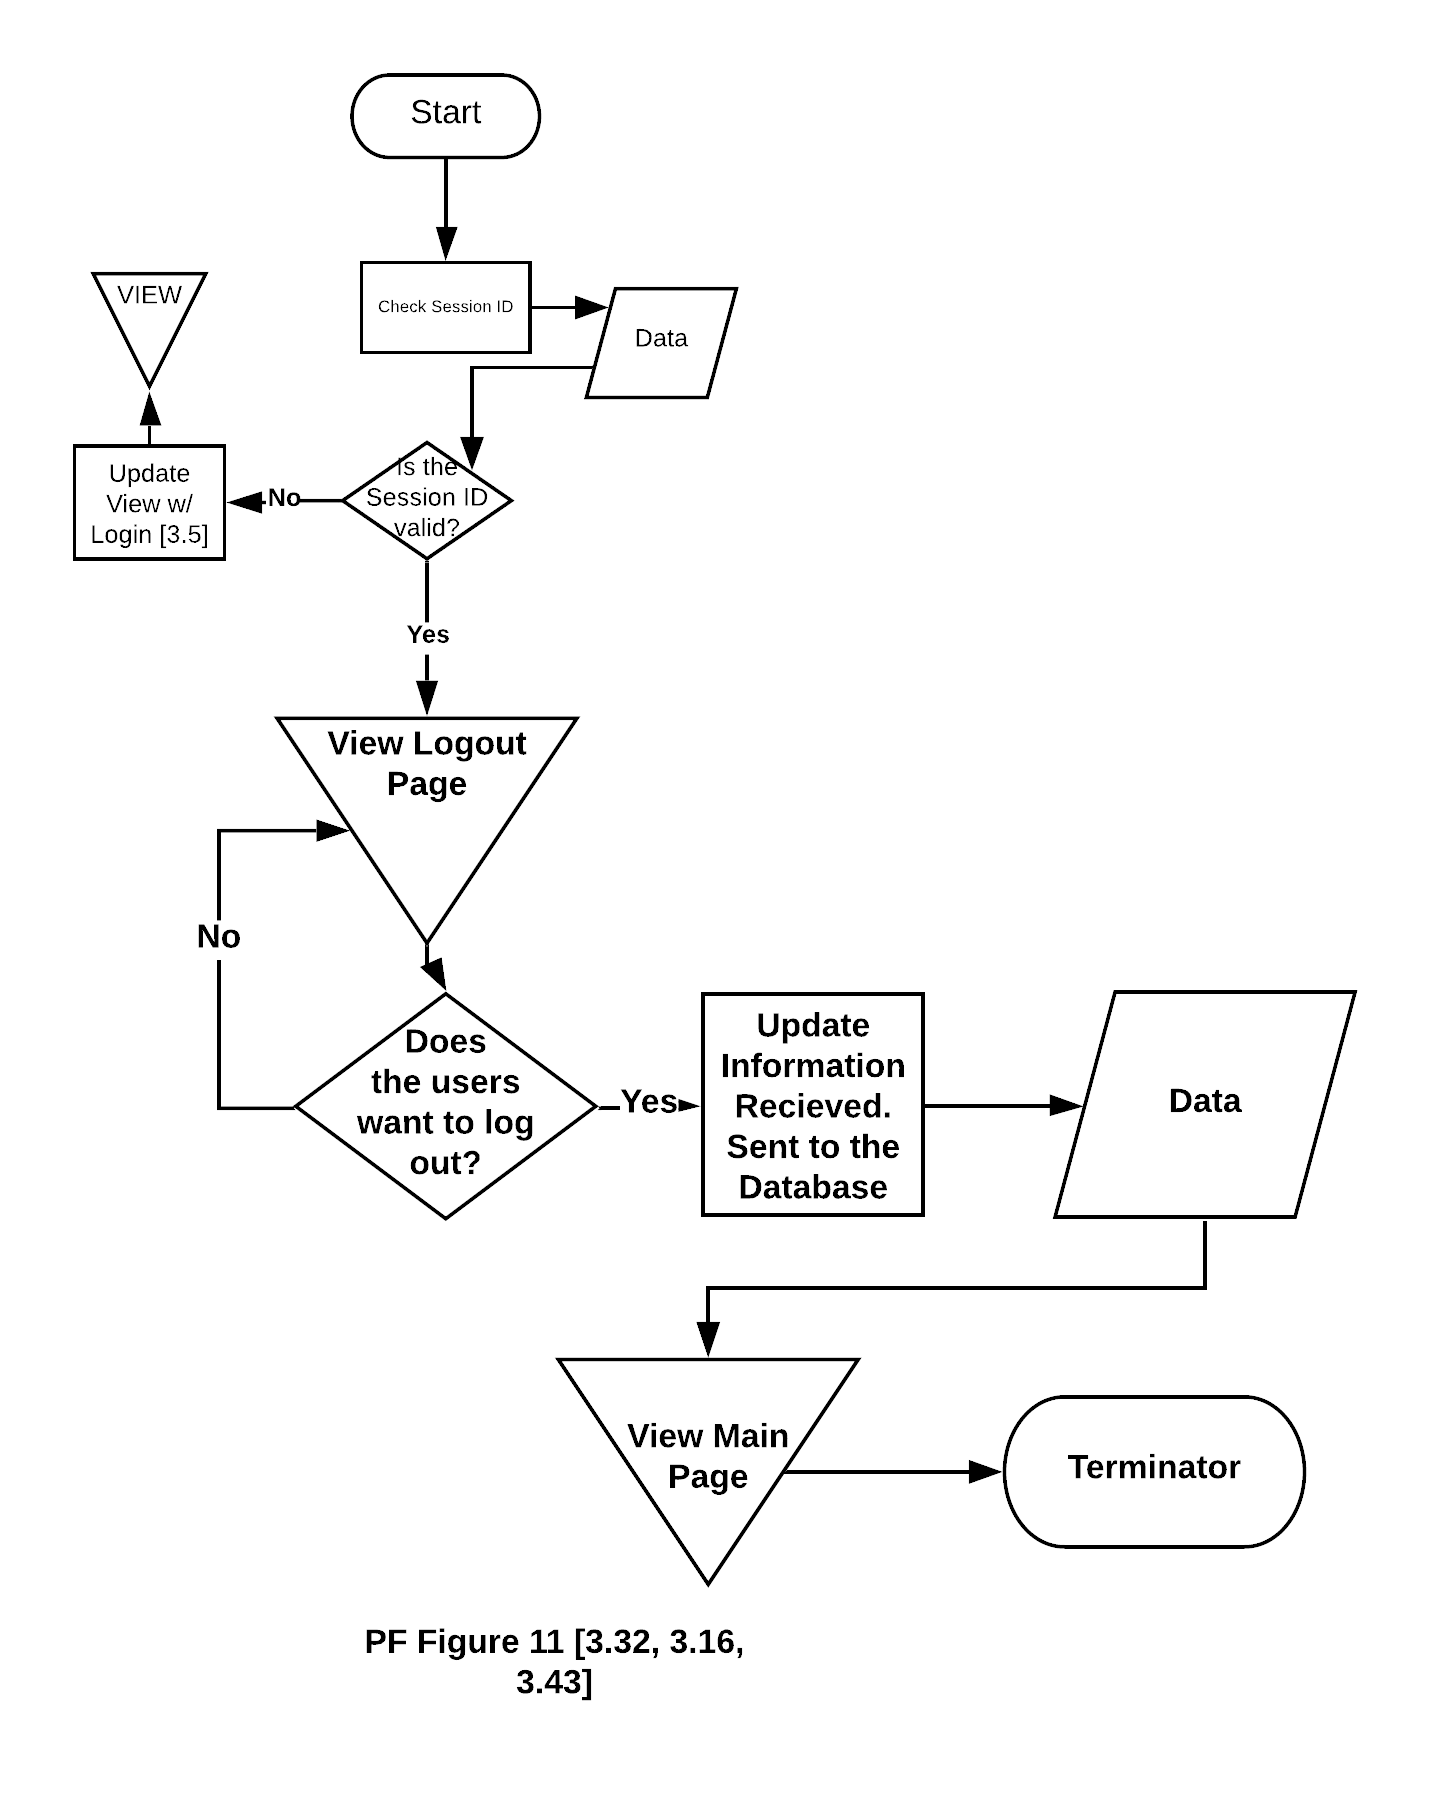 Start
VIEW
Check Session ID
Data
Update
View w/
Login [3.5]
No
Is the
Session ID
valid?
Yes
View Logout
Page
No
Does
the users
want to log
out?
Yes
Update
Information
Recieved.
Sent to the
Database
Data
View Main
Page
Terminator
PF Figure 11 [3.32, 3.16,
3.43]